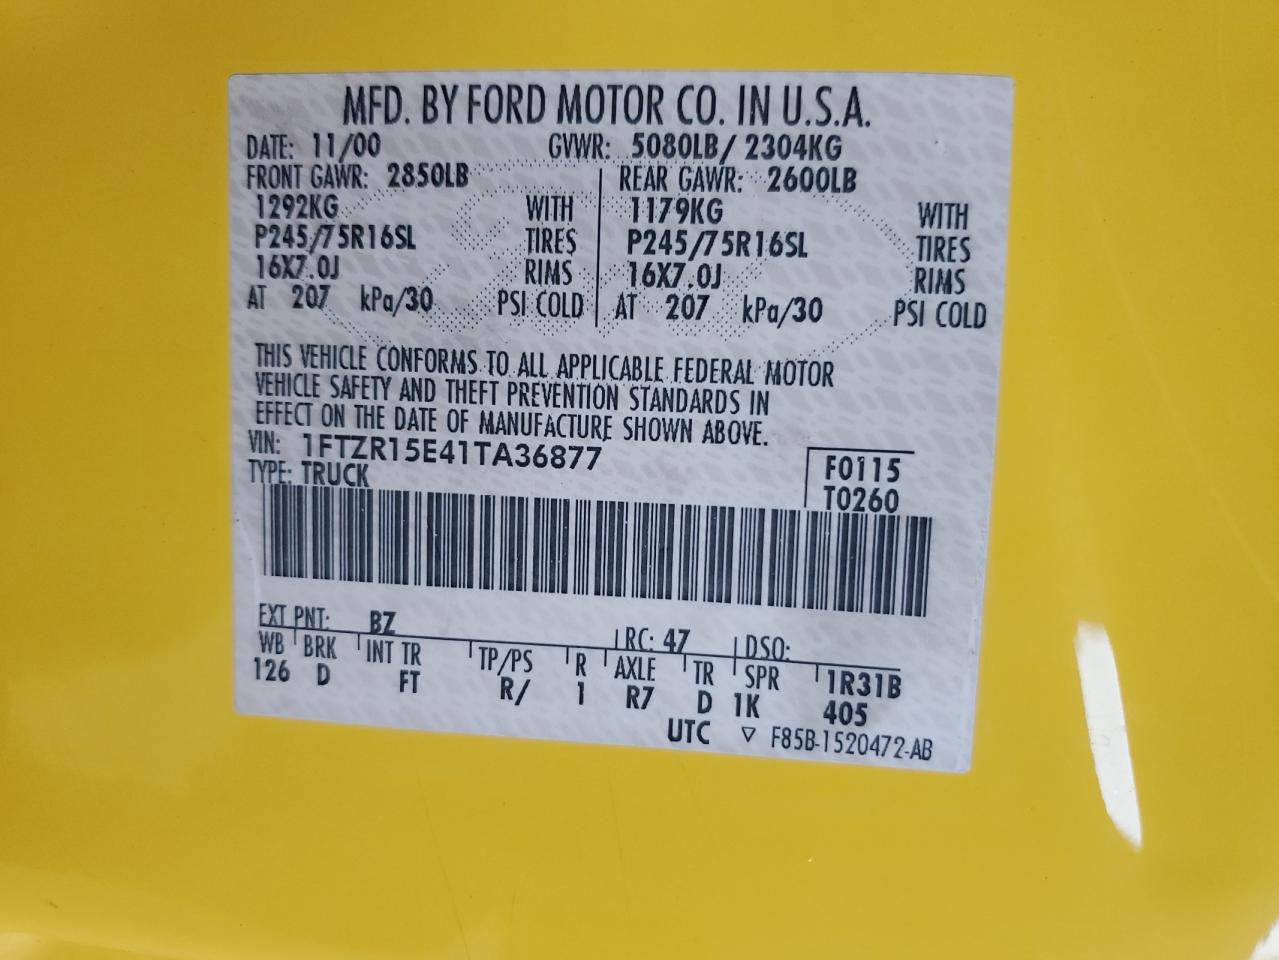 MFD. BY FORD MOTOR CO. IN U.S.A.
DATE: 11/00 GVWR: 5080LB/ 2304KG
FRONT GAWR: 2850LB REAR GAWR: 2600LB
1292KG WITH 1179KG WITH
P245/75R16SL TIRES P245/75R16SL TIRES
16X7.0J RIMS 16X7.0J RIMS
AT 207 kPa/30 PSI COLD AT 207 kPa/30 PSI COLD
THIS VEHICLE CONFORMS TO ALL APPLICABLE FEDERAL MOTOR
VEHICLE SAFETY AND THEFT PREVENTION STANDARDS IN
EFFECT ON THE DATE OF MANUFACTURE SHOWN ABOVE.
VIN: 1FTZR15E41TA36877 F0115
TYPE: TRUCK T0260
EXT PNT: BZ RC: 47 DSO:
WB BRK INT TR TP/PS R AXLE TR SPR 1R31B
126 D FT R/ 1 R7 D 1K 405
UTC ▽ F85B-1520472-AB